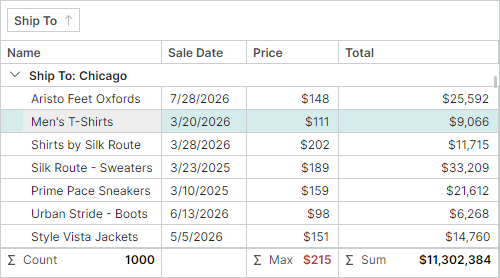 Ship To
Name Sale Date Price Total
Ship To: Chicago
Aristo Feet Oxfords 7/28/2026 $148 $25,592
Men's T-Shirts 3/20/2026 $111 $9,066
Shirts by Silk Route 3/28/2026 $202 $11,715
Silk Route - Sweaters 3/23/2025 $189 $33,209
Prime Pace Sneakers 3/10/2025 $159 $21,612
Urban Stride - Boots 6/13/2026 $98 $6,268
Style Vista Jackets 5/5/2026 $151 $14,760
Σ Count 1000 Σ Max $215 Σ Sum $11,302,384